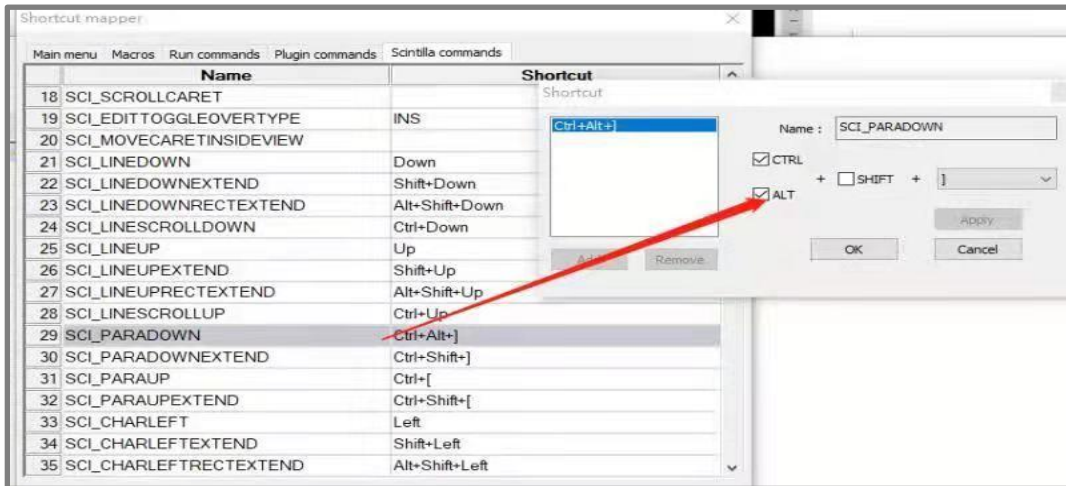 Shortcut mapper
Main menu Macros Run commands Plugin commands Scintilla commands
Name Shortcut
18 SCI_SCROLLCARET
19 SCI_EDITTOGGLEOVERTYPE INS
20 SCI_MOVECARETINSIDEVIEW
21 SCI_LINEDOWN Down
22 SCI_LINEDOWNEXTEND Shift+Down
23 SCI_LINEDOWNRECTEXTEND Alt+Shift+Down
24 SCI_LINESCROLLDOWN Ctrl+Down
25 SCI_LINEUP Up
26 SCI_LINEUPEXTEND Shift+Up
27 SCI_LINEUPRECTEXTEND Alt+Shift+Up
28 SCI_LINESCROLLUP Ctrl+Up
29 SCI_PARADOWN Ctrl+Alt+]
30 SCI_PARADOWNEXTEND Ctrl+Shift+]
31 SCI_PARAUP Ctrl+[
32 SCI_PARAUPEXTEND Ctrl+Shift+[
33 SCI_CHARLEFT Left
34 SCI_CHARLEFTEXTEND Shift+Left
35 SCI_CHARLEFTRECTEXTEND Alt+Shift+Left
Shortcut
Ctrl+Alt+]
Name : SCI_PARADOWN
CTRL
+ SHIFT + ]
ALT
Apply
Add Remove OK Cancel